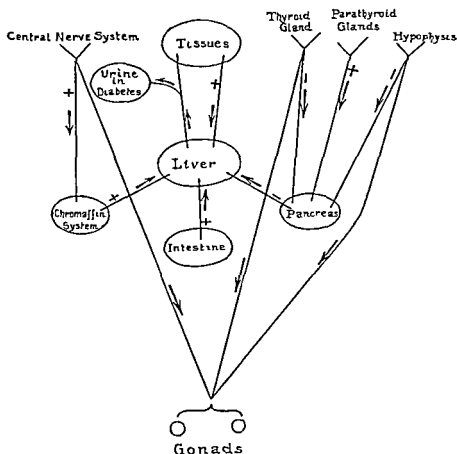 Central Nerve System
Tissues
Thyroid
Gland
Parathyroid
Glands
Hypophysis
Urine
in
Diabetes
+
+
-
+
-
-
Liver
+
-
Chromaffin
System
Pancreas
+
Intestine
Gonads